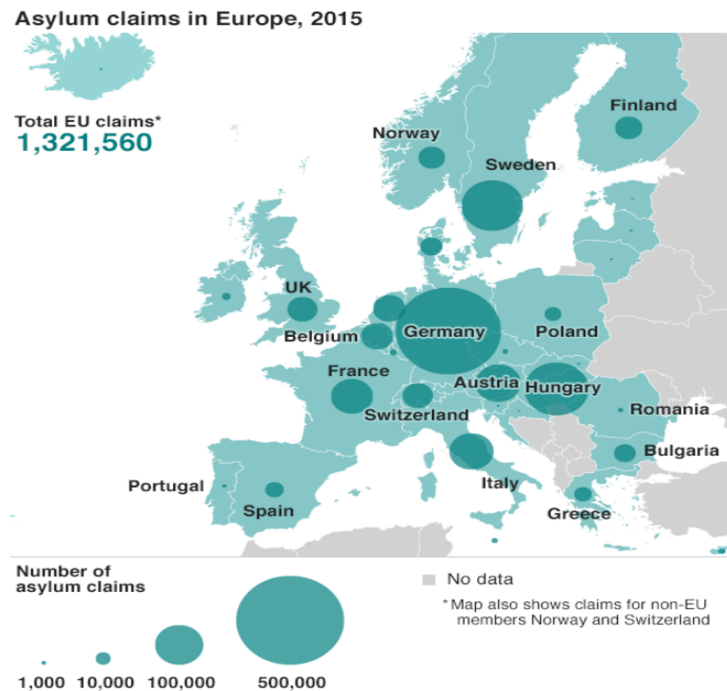 Asylum claims in Europe, 2015
Total EU claims*
1,321,560
Finland
Norway
Sweden
UK
Belgium
Germany
Poland
France
Austria
Hungary
Switzerland
Romania
Bulgaria
Portugal
Italy
Spain
Greece
Number of
asylum claims
No data
*Map also shows claims for non-EU
members Norway and Switzerland
1,000
10,000
100,000
500,000